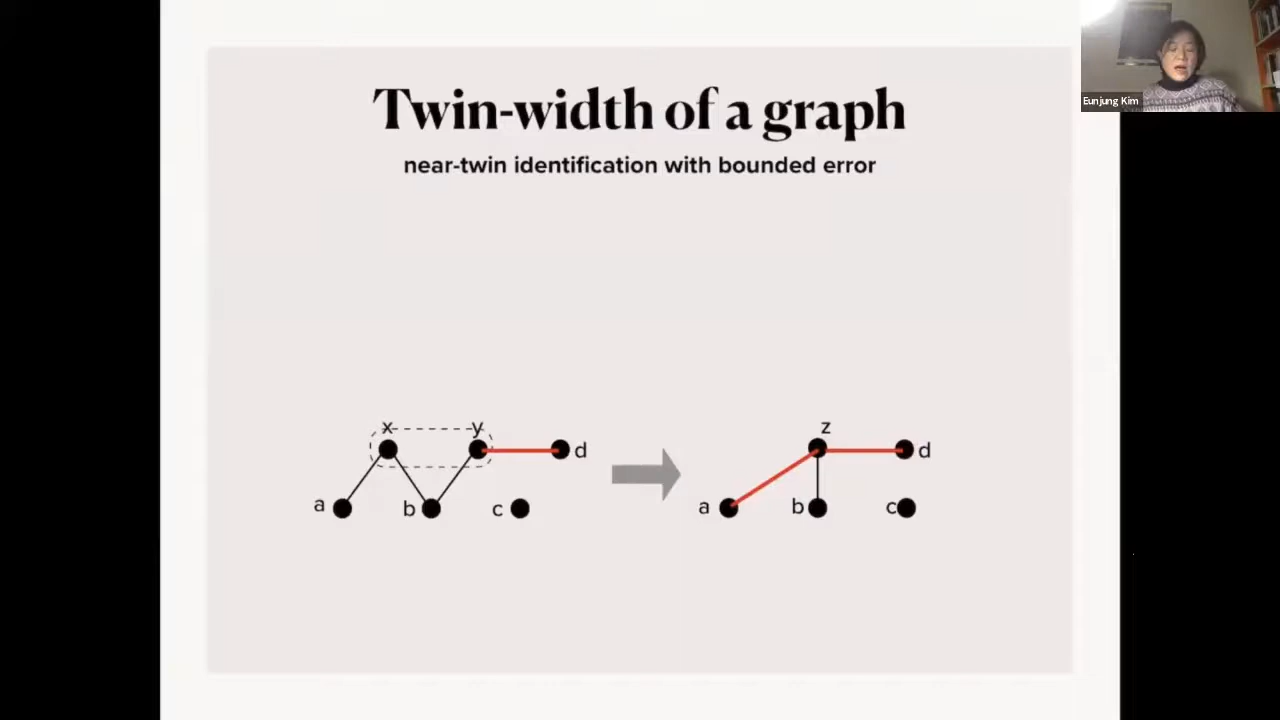 Twin-width of a graph
near-twin identification with bounded error
Eunjung Kim
x y d
a b c
z d
a b c